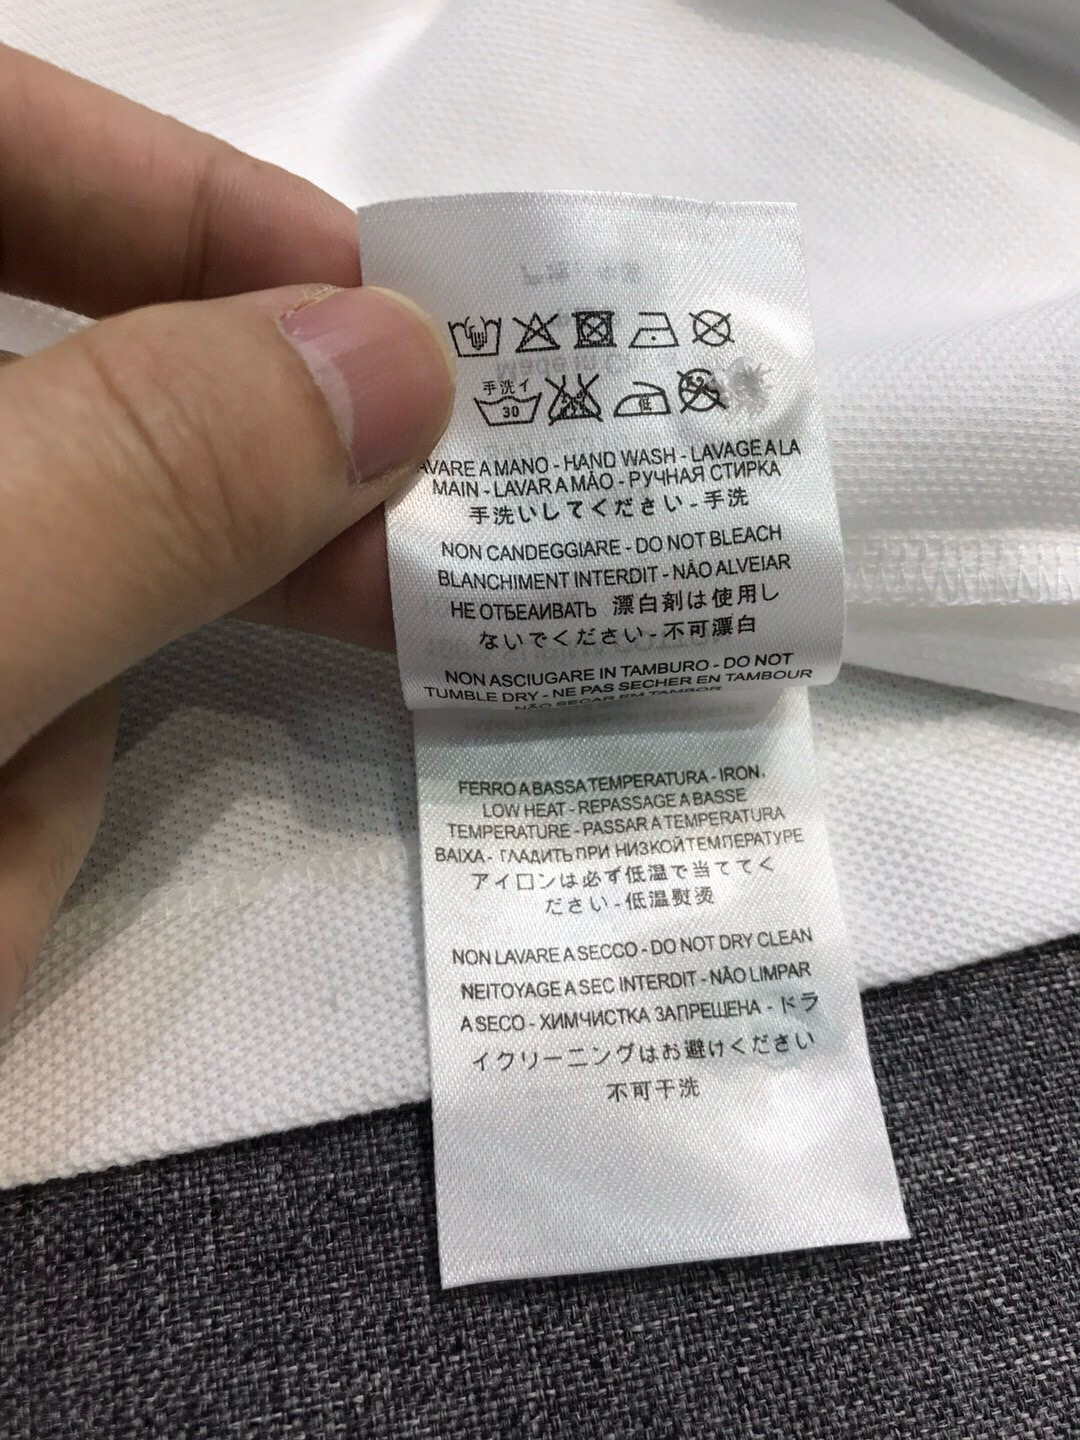 手洗イ
30
低
AVARE A MANO - HAND WASH - LAVAGE A LA
MAIN - LAVAR A MÃO - РУЧНАЯ СТИРКА
手洗いしてください - 手洗
NON CANDEGGIARE - DO NOT BLEACH
BLANCHIMENT INTERDIT - NÃO ALVEIAR
НЕ ОТБЕАИВАТЬ 漂白剤は使用し
ないでください - 不可漂白
NON ASCIUGARE IN TAMBURO - DO NOT
TUMBLE DRY - NE PAS SECHER EN TAMBOUR
NÃO SECAR EM TAMBOR
FERRO A BASSA TEMPERATURA - IRON,
LOW HEAT - REPASSAGE A BASSE
TEMPERATURE - PASSAR A TEMPERATURA
BAIXA - ГЛАДИТЬ ПРИ НИЗКОЙ ТЕМПЕРАТУРЕ
アイロンは必ず低温で当ててく
ださい - 低温熨烫
NON LAVARE A SECCO - DO NOT DRY CLEAN
NEITOYAGE A SEC INTERDIT - NÃO LIMPAR
A SECO - ХИМЧИСТКА ЗАПРЕШЕНА - ドラ
イクリーニングはお避けください
不可干洗